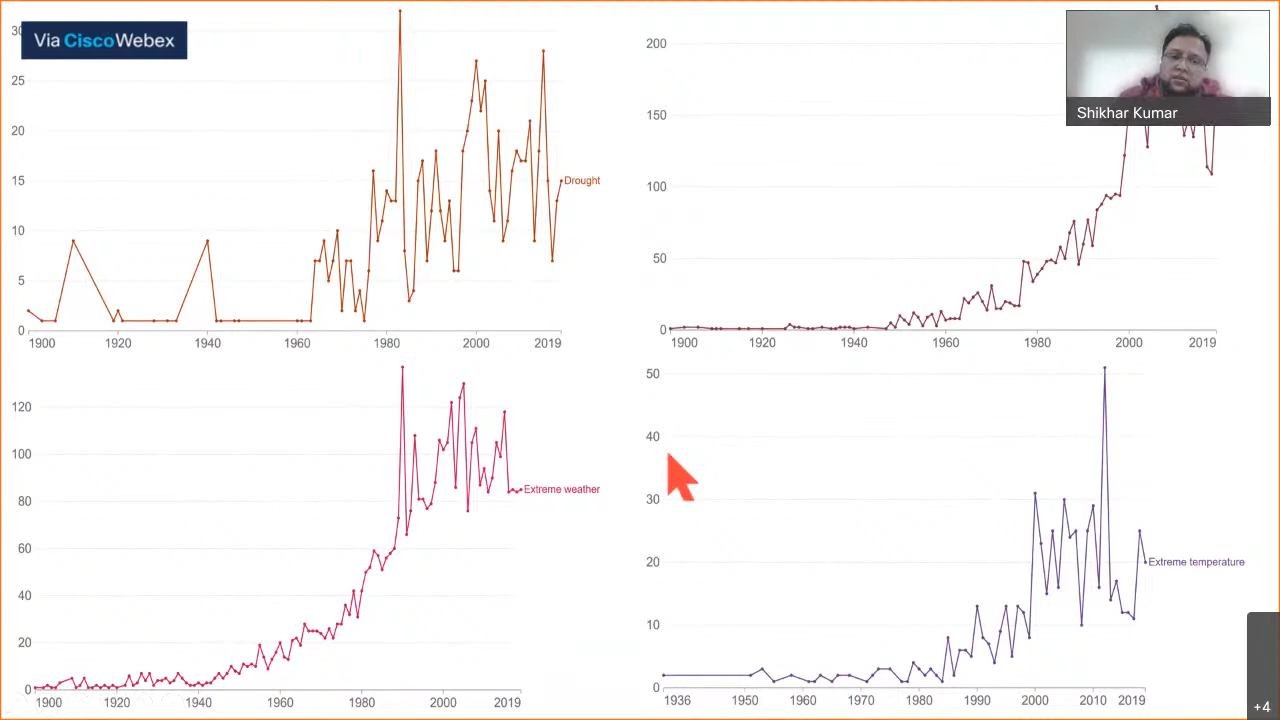 Via Cisco Webex
30
25
20
15
10
5
0
1900 1920 1940 1960 1980 2000 2019
Drought
200
150
100
50
0
1900 1920 1940 1960 1980 2000 2019
Shikhar Kumar
120
100
80
60
40
20
0
1900 1920 1940 1960 1980 2000 2019
Extreme weather
50
40
30
20
10
0
1936 1950 1960 1970 1980 1990 2000 2010 2019
Extreme temperature
+4